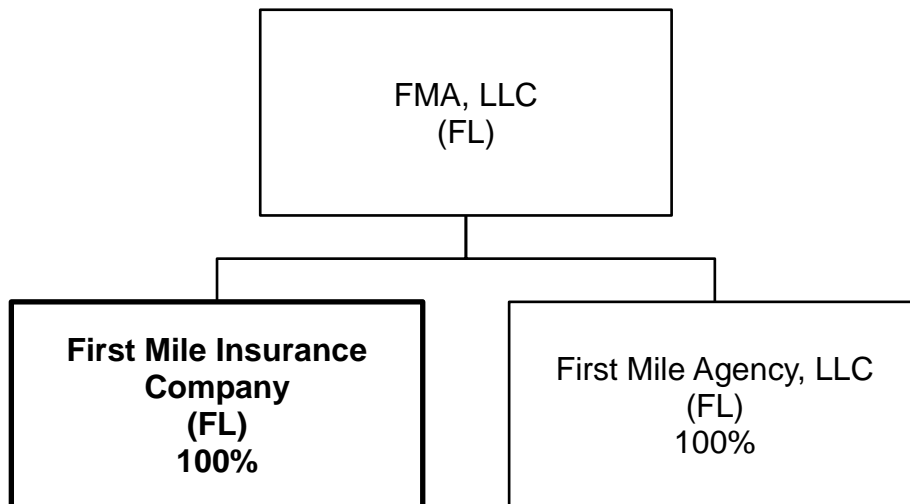 FMA, LLC
(FL)
First Mile Insurance
Company
(FL)
100%
First Mile Agency, LLC
(FL)
100%